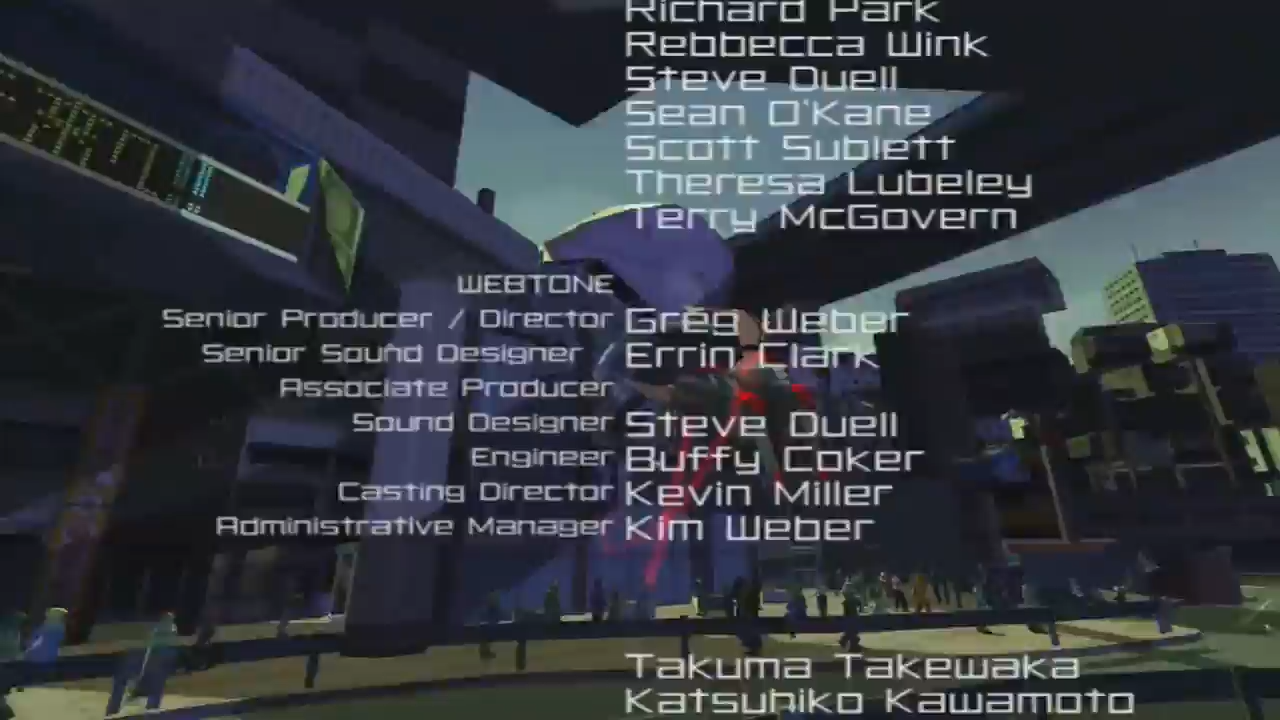 Richard Park
Rebbecca Wink
Steve Duell
Sean O'Kane
Scott Sublett
Theresa Lubeley
Terry McGovern
WEBTONE
Senior Producer / Director Greg Weber
Senior Sound Designer / Errin Clark
Associate Producer
Sound Designer Steve Duell
Engineer Buffy Coker
Casting Director Kevin Miller
Administrative Manager Kim Weber
Takuma Takewaka
Katsuhiko Kawamoto